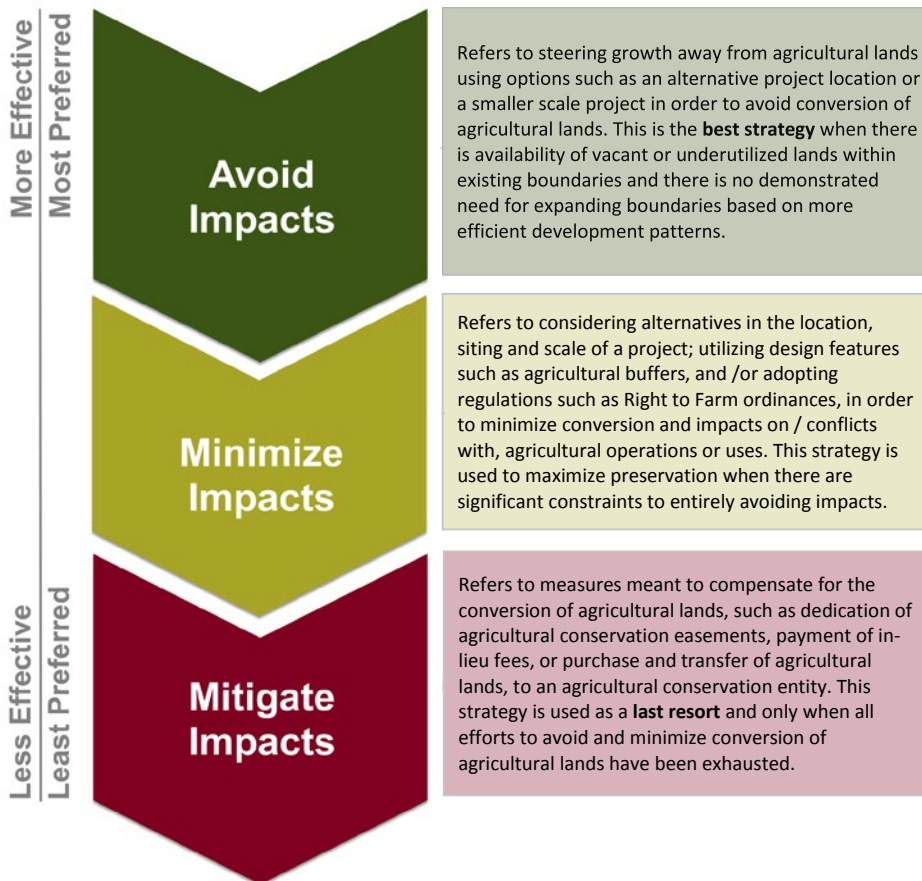 More Effective
Most Preferred
Avoid
Impacts
Refers to steering growth away from agricultural lands
using options such as an alternative project location or
a smaller scale project in order to avoid conversion of
agricultural lands. This is the best strategy when there
is availability of vacant or underutilized lands within
existing boundaries and there is no demonstrated
need for expanding boundaries based on more
efficient development patterns.
Minimize
Impacts
Refers to considering alternatives in the location,
siting and scale of a project; utilizing design features
such as agricultural buffers, and /or adopting
regulations such as Right to Farm ordinances, in order
to minimize conversion and impacts on / conflicts
with, agricultural operations or uses. This strategy is
used to maximize preservation when there are
significant constraints to entirely avoiding impacts.
Less Effective
Least Preferred
Mitigate
Impacts
Refers to measures meant to compensate for the
conversion of agricultural lands, such as dedication of
agricultural conservation easements, payment of in-
lieu fees, or purchase and transfer of agricultural
lands, to an agricultural conservation entity. This
strategy is used as a last resort and only when all
efforts to avoid and minimize conversion of
agricultural lands have been exhausted.